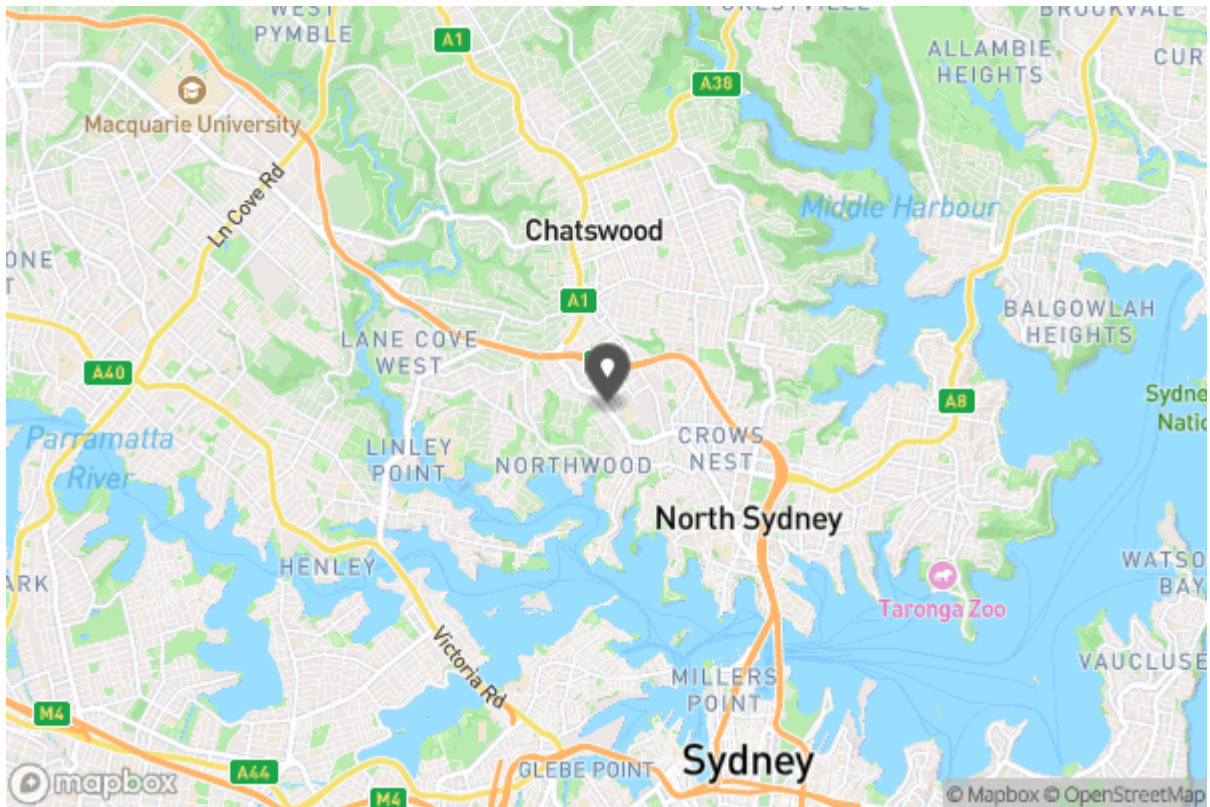 WEST
PYMBLE
A1
FORESTVILLE
BROOKVALE
ALLAMBIE
HEIGHTS
CUR
A38
Macquarie University
Ln Cove Rd
Chatswood
Middle Harbour
ONE
T
A1
BALGOWLAH
HEIGHTS
LANE COVE
WEST
A40
A8
Sydne
Natio
Parramatta
River
LINLEY
POINT
NORTHWOOD
CROWS
NEST
North Sydney
HENLEY
ARK
Taronga Zoo
WATSO
BAY
Victoria Rd
MILLERS
POINT
VAUCLUSE
M4
A44
M4
GLEBE POINT
Sydney
mapbox
© Mapbox © OpenStreetMap